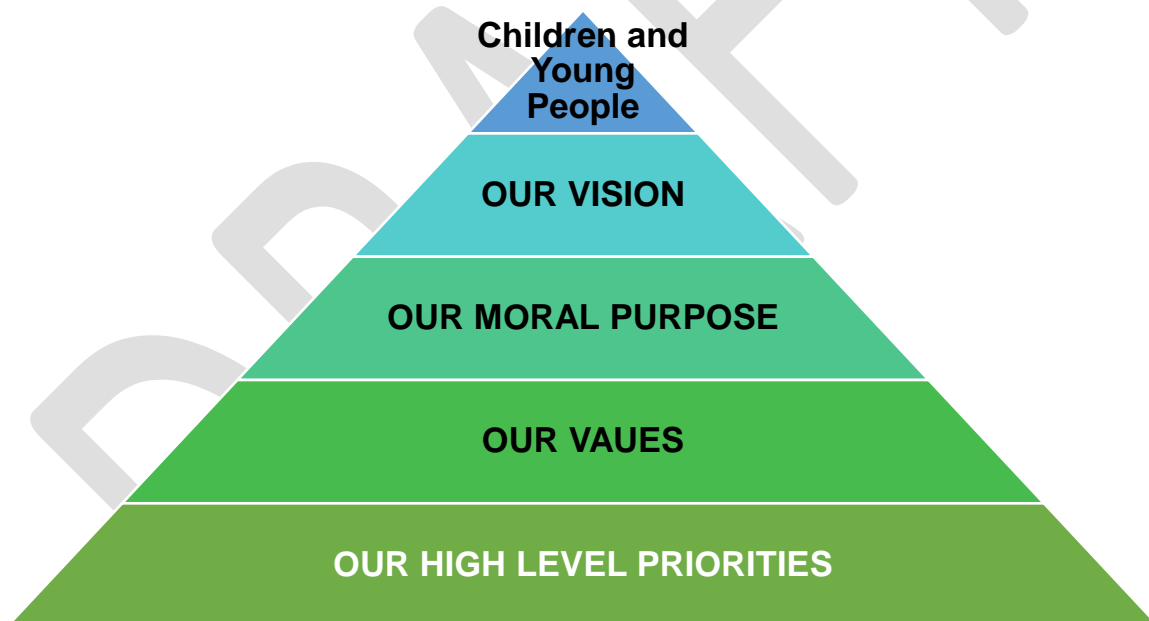 Children and
Young
People
OUR VISION
OUR MORAL PURPOSE
OUR VAUES
OUR HIGH LEVEL PRIORITIES